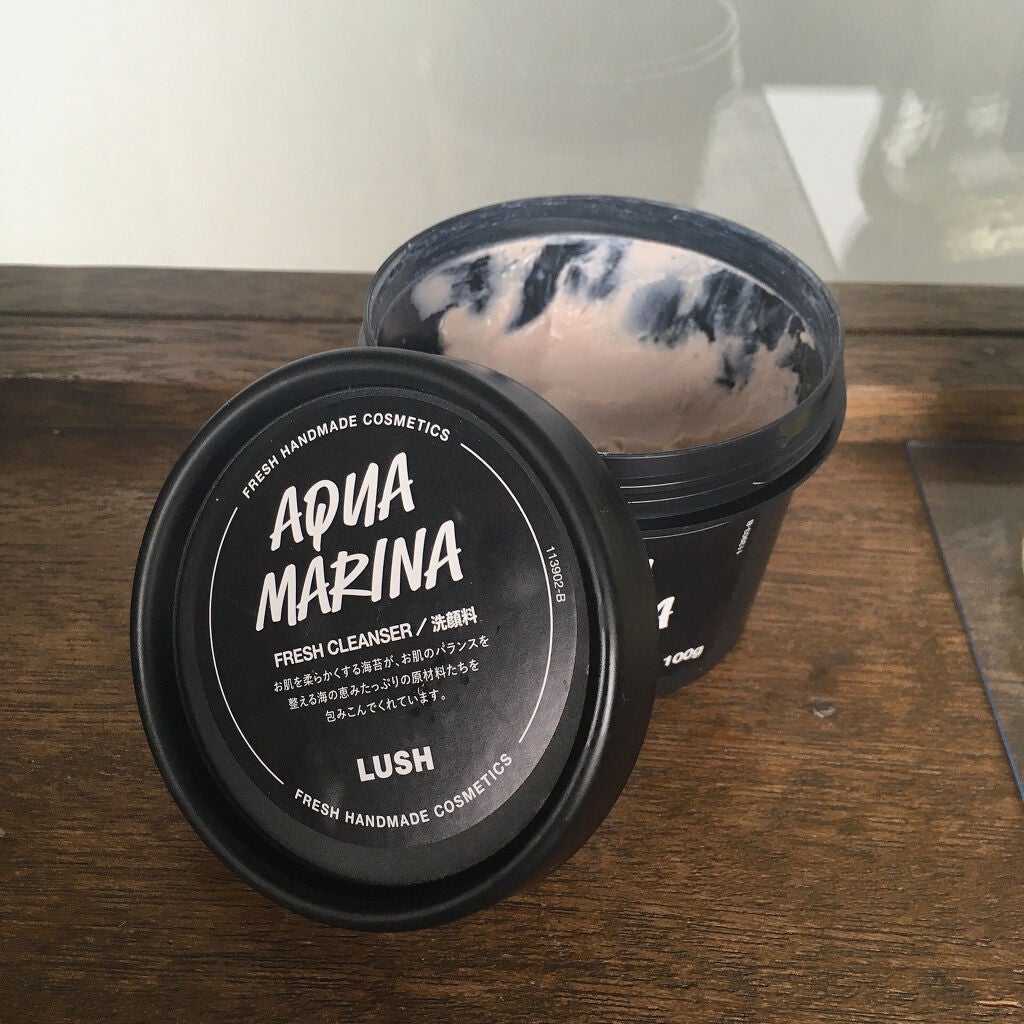 FRESH HANDMADE COSMETICS
AQUA
MARINA
FRESH CLEANSER / 洗顔料
お肌を柔らかくする海苔が、お肌のバランスを
整える海の恵みたっぷりの原材料たちを
包みこんでくれています。
LUSH
FRESH HANDMADE COSMETICS
113902-B
113902-B
100g